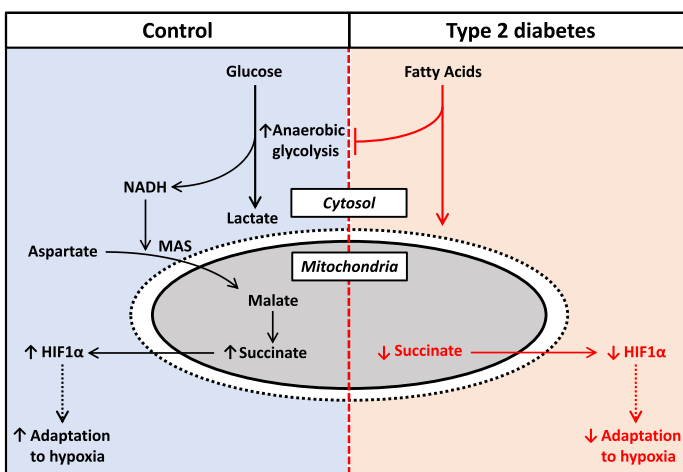 Control
Type 2 diabetes
Glucose
Fatty Acids
↑Anaerobic
glycolysis
NADH
Cytosol
Lactate
Aspartate
MAS
Mitochondria
Malate
↑ HIF1α
↑Succinate
↓ Succinate
↓ HIF1α
↑ Adaptation
to hypoxia
↓ Adaptation
to hypoxia